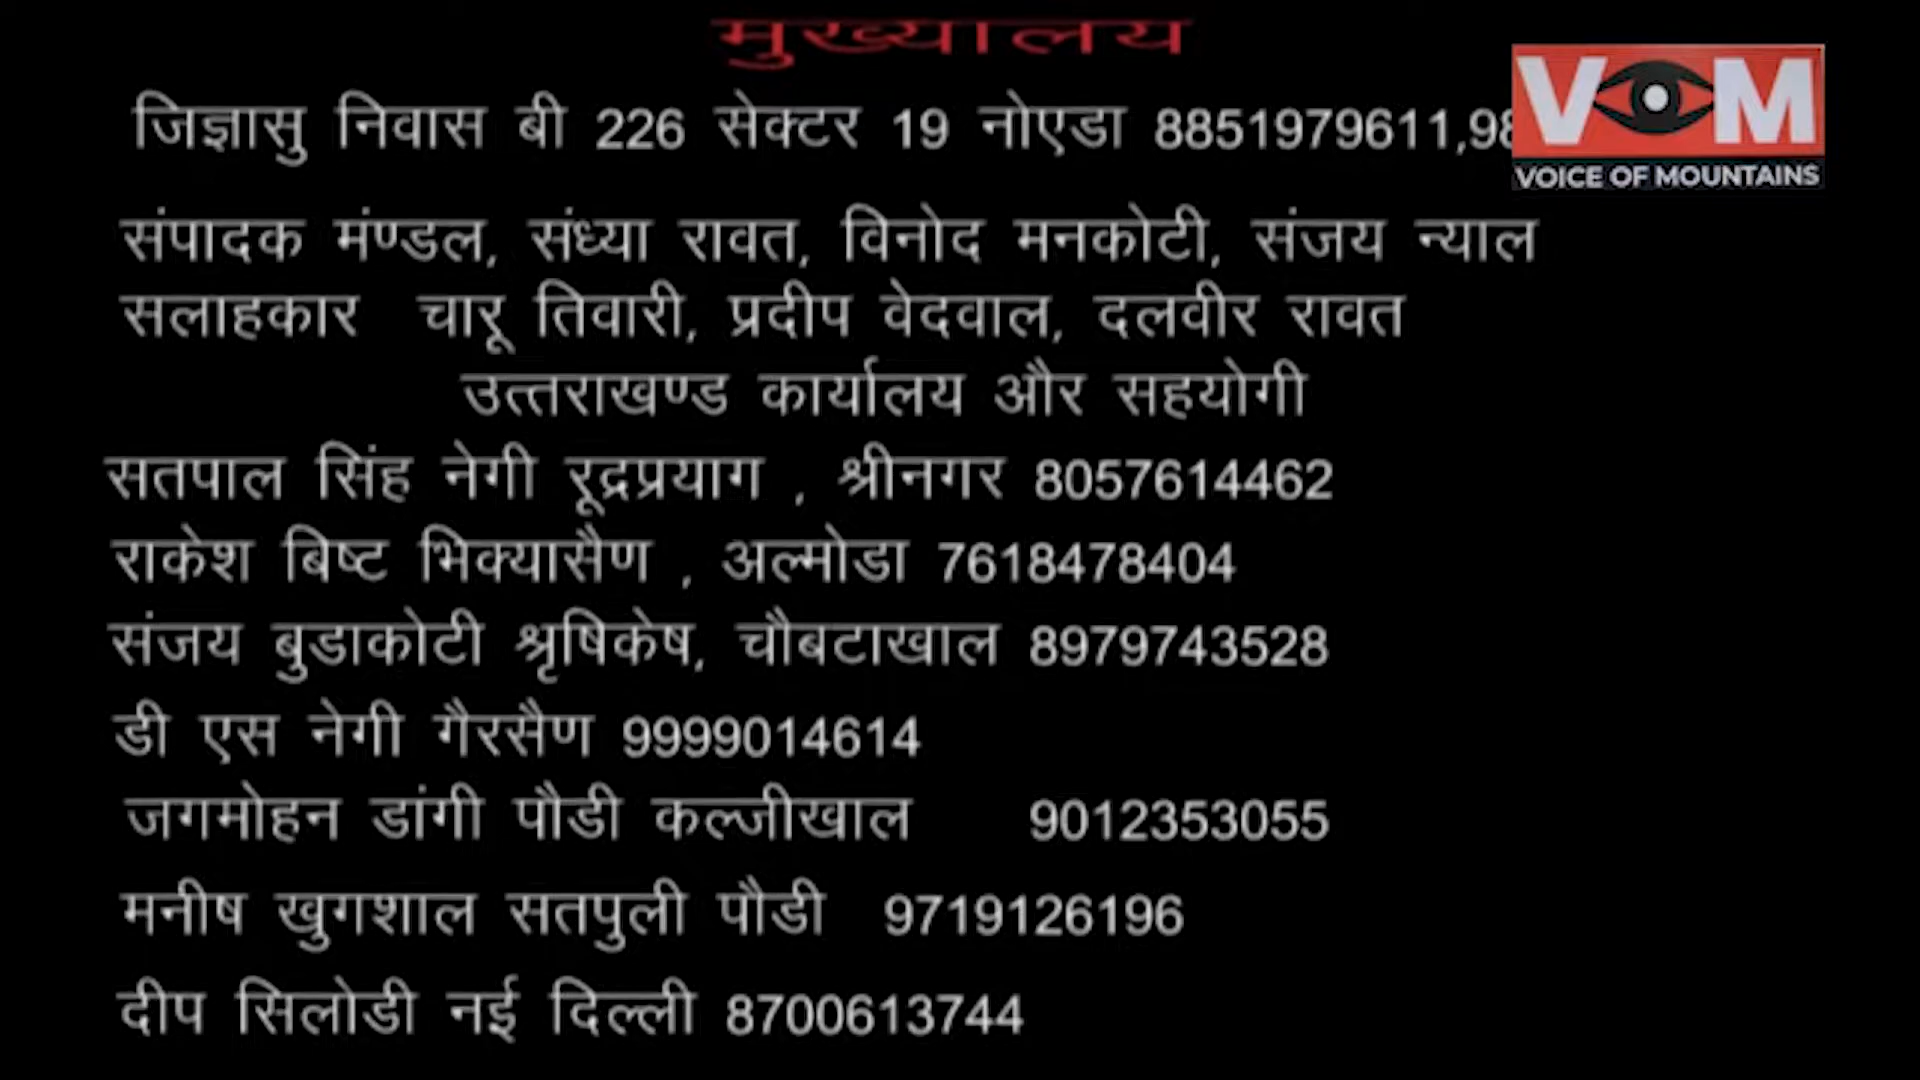 मुख्यालय
जिज्ञासु निवास बी 226 सेक्टर 19 नोएडा 8851979611,98
VOM
VOICE OF MOUNTAINS
संपादक मंण्डल, संध्या रावत, विनोद मनकोटी, संजय न्याल
सलाहकार चारू तिवारी, प्रदीप वेदवाल, दलवीर रावत
उत्तराखण्ड कार्यालय और सहयोगी
सतपाल सिंह नेगी रूद्रप्रयाग , श्रीनगर 8057614462
राकेश बिष्ट भिक्यासैण , अल्मोडा 7618478404
संजय बुडाकोटी श्रृषिकेष, चौबटाखाल 8979743528
डी एस नेगी गैरसैण 9999014614
जगमोहन डांगी पौडी कल्जीखाल 9012353055
मनीष खुगशाल सतपुली पौडी 9719126196
दीप सिलोडी नई दिल्ली 8700613744